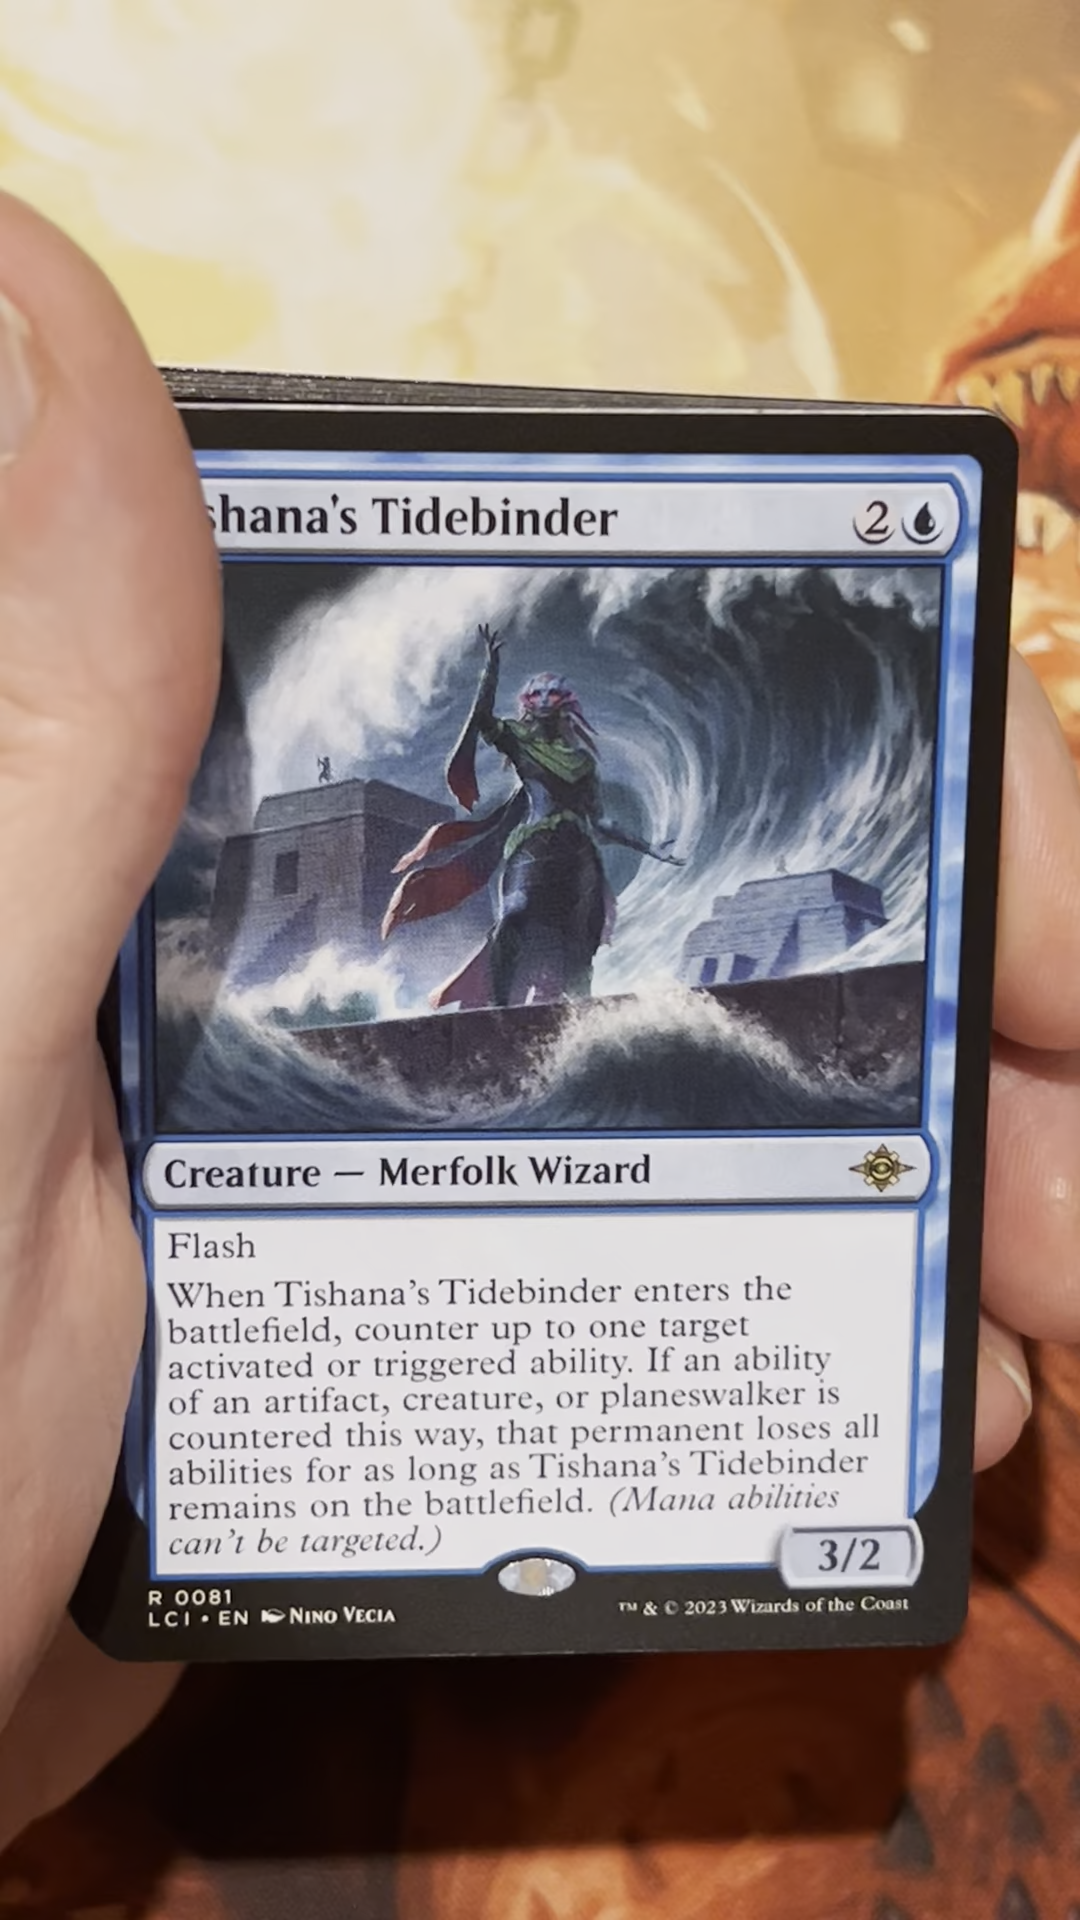 shana's Tidebinder 2
Creature — Merfolk Wizard
Flash
When Tishana's Tidebinder enters the
battlefield, counter up to one target
activated or triggered ability. If an ability
of an artifact, creature, or planeswalker is
countered this way, that permanent loses all
abilities for as long as Tishana's Tidebinder
remains on the battlefield. (Mana abilities
can't be targeted.)
3/2
R 0081
LCI • EN NINO VECIA
™ & © 2023 Wizards of the Coast